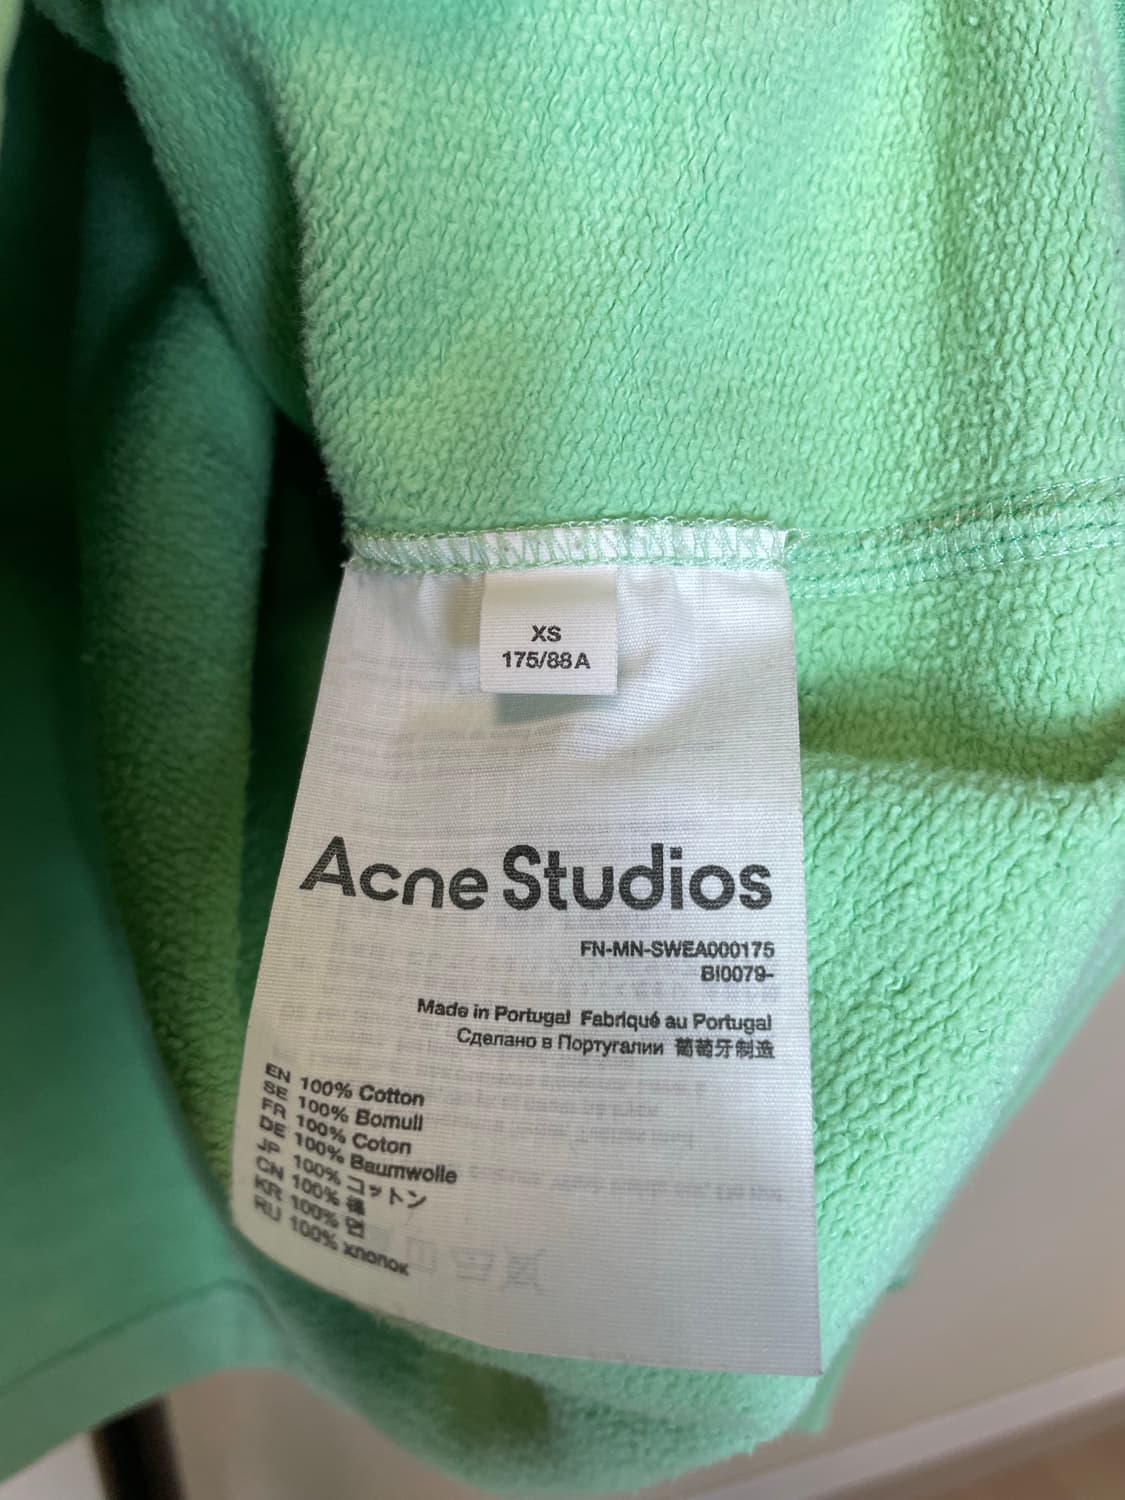 XS
175/88A
Acne Studios
FN-MN-SWEA000175
BI0079-
Made in Portugal Fabriqué au Portugal
Сделано в Португалии 葡萄牙制造
EN 100% Cotton
SE 100% Bomull
FR 100% Coton
DE 100% Baumwolle
JP 100% コットン
CN 100% 棉
KR 100% 면
RU 100% хлопок